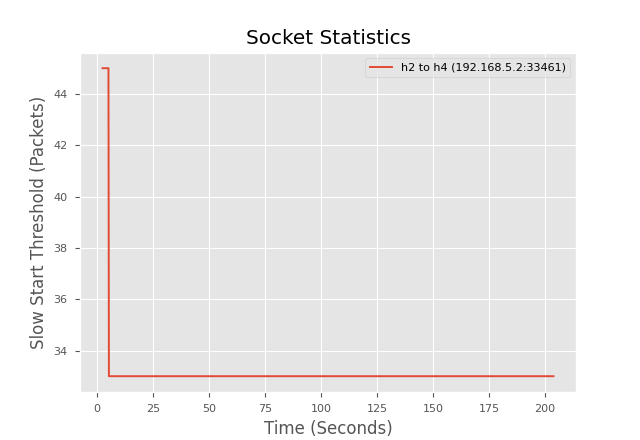 Socket Statistics
h2 to h4 (192.168.5.2:33461)
Slow Start Threshold (Packets)
44
42
40
38
36
34
0 25 50 75 100 125 150 175 200
Time (Seconds)